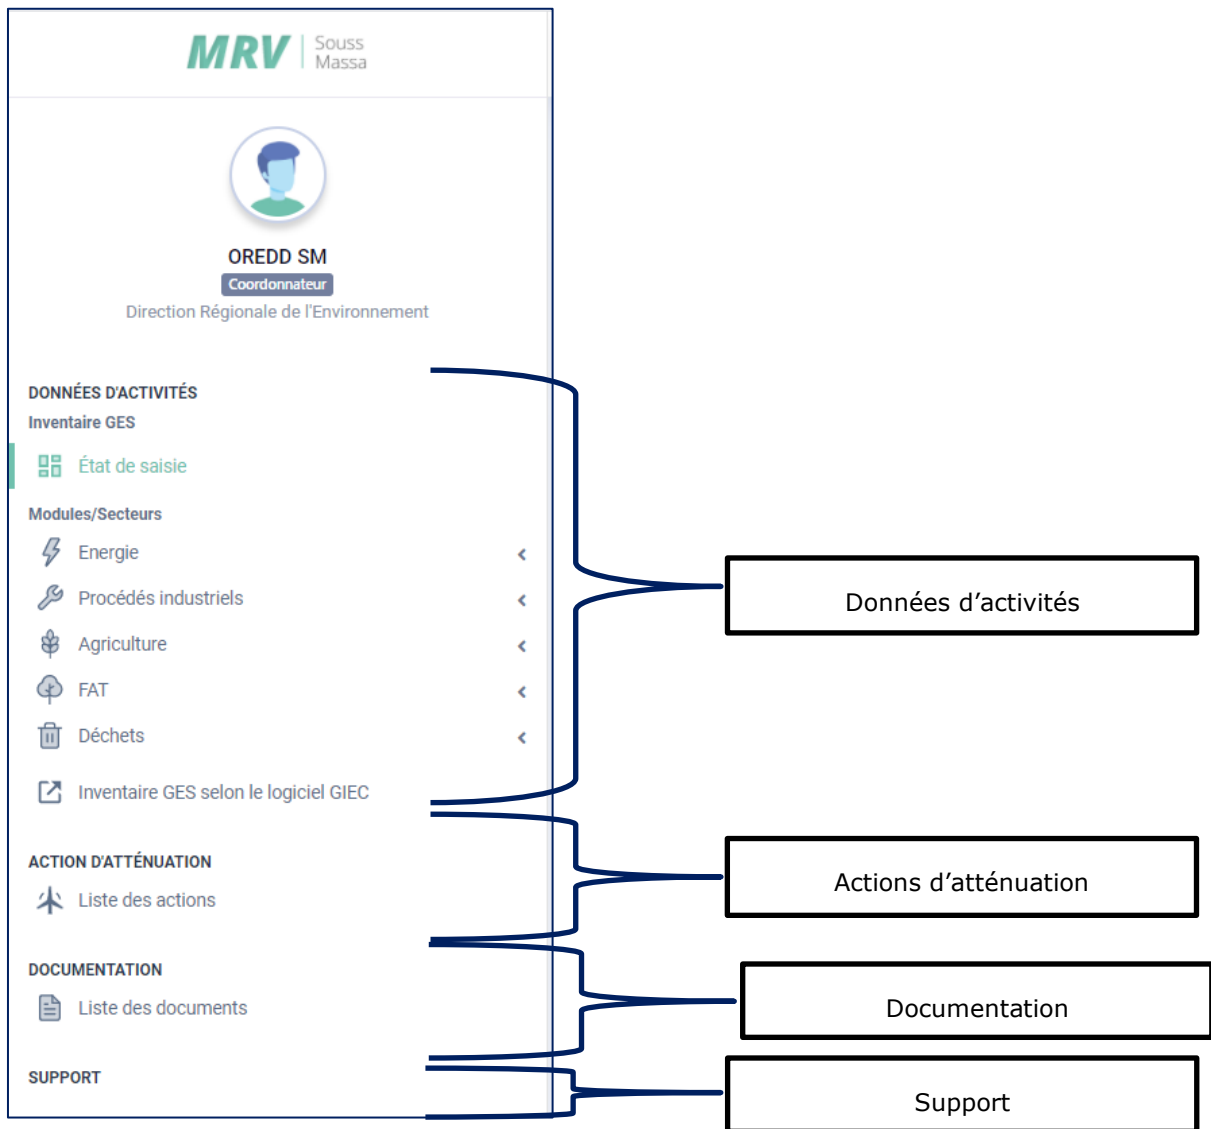 MRV
Souss
Massa
OREDD SM
Coordonnateur
Direction Régionale de l'Environnement
DONNÉES D'ACTIVITÉS
Inventaire GES
État de saisie
Modules/Secteurs
Energie
Procédés industriels
Agriculture
FAT
Déchets
Inventaire GES selon le logiciel GIEC
ACTION D'ATTÉNUATION
Liste des actions
DOCUMENTATION
Liste des documents
SUPPORT
Données d’activités
Actions d’atténuation
Documentation
Support